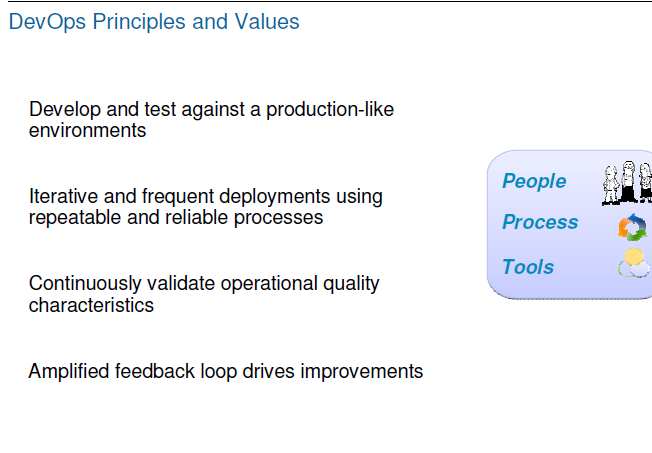 DevOps Principles and Values
Develop and test against a production-like
environments
Iterative and frequent deployments using
repeatable and reliable processes
Continuously validate operational quality
characteristics
Amplified feedback loop drives improvements
People
Process
Tools